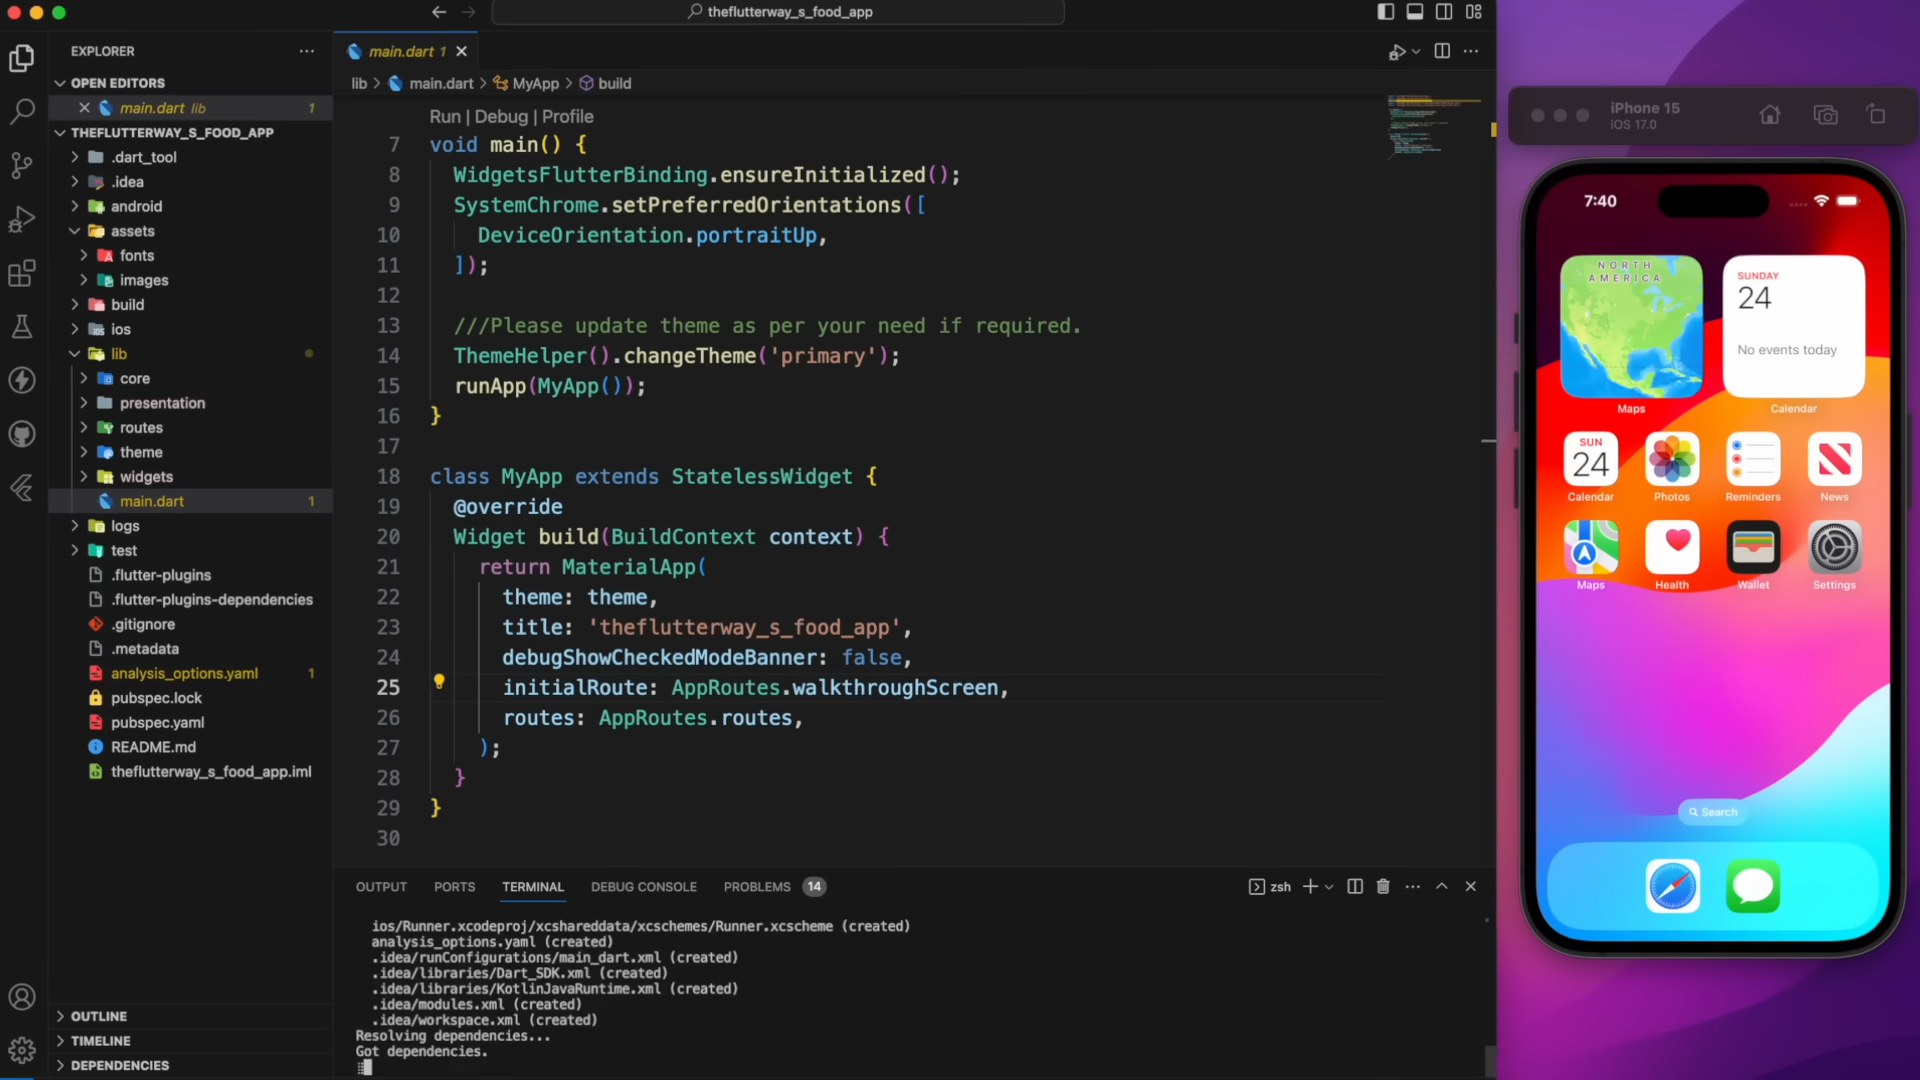 theflutterway_s_food_app
EXPLORER
OPEN EDITORS
main.dart lib 1
THEFLUTTERWAY_S_FOOD_APP
.dart_tool
.idea
android
assets
fonts
images
build
ios
lib
core
presentation
routes
theme
widgets
main.dart 1
logs
test
.flutter-plugins
.flutter-plugins-dependencies
.gitignore
.metadata
analysis_options.yaml 1
pubspec.lock
pubspec.yaml
README.md
theflutterway_s_food_app.iml
OUTLINE
TIMELINE
DEPENDENCIES
main.dart 1
lib > main.dart > MyApp > build
Run | Debug | Profile
7 void main() {
8 WidgetsFlutterBinding.ensureInitialized();
9 SystemChrome.setPreferredOrientations([
10 DeviceOrientation.portraitUp,
11 ]);
12
13 ///Please update theme as per your need if required.
14 ThemeHelper().changeTheme('primary');
15 runApp(MyApp());
16 }
17
18 class MyApp extends StatelessWidget {
19 @override
20 Widget build(BuildContext context) {
21 return MaterialApp(
22 theme: theme,
23 title: 'theflutterway_s_food_app',
24 debugShowCheckedModeBanner: false,
25 initialRoute: AppRoutes.walkthroughScreen,
26 routes: AppRoutes.routes,
27 );
28 }
29 }
30
OUTPUT PORTS TERMINAL DEBUG CONSOLE PROBLEMS 14
zsh
ios/Runner.xcodeproj/xcshareddata/xcschemes/Runner.xcscheme (created)
analysis_options.yaml (created)
.idea/runConfigurations/main_dart.xml (created)
.idea/libraries/Dart_SDK.xml (created)
.idea/libraries/KotlinJavaRuntime.xml (created)
.idea/modules.xml (created)
.idea/workspace.xml (created)
Resolving dependencies...
Got dependencies.
iPhone 15
iOS 17.0
7:40
NORTH
AMERICA
SUNDAY
24
No events today
Maps Calendar
SUN
24
Calendar Photos Reminders News
Maps Health Wallet Settings
Search